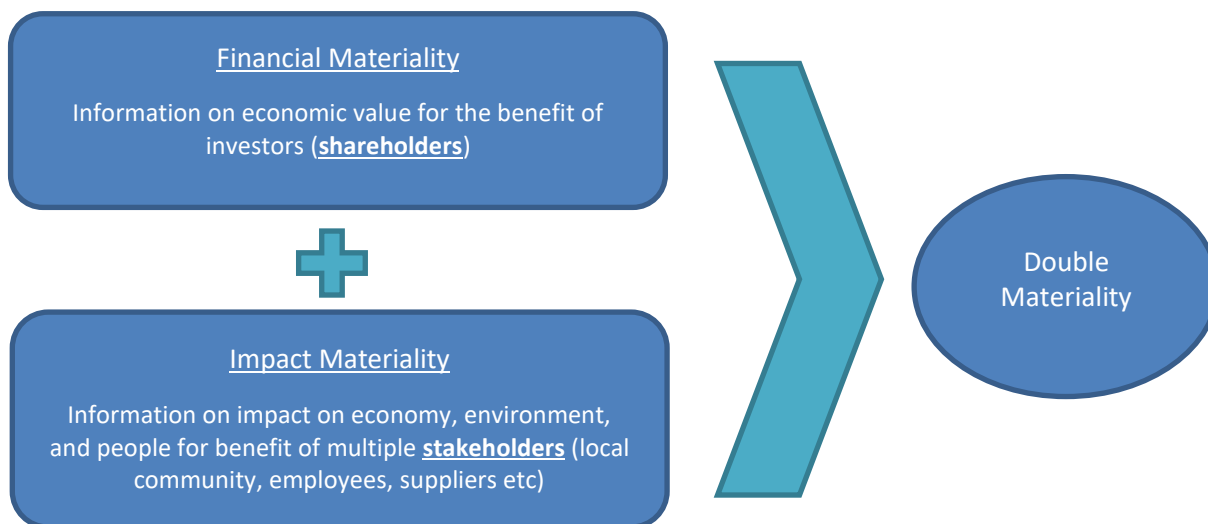 Financial Materiality
Information on economic value for the benefit of
investors (shareholders)
Impact Materiality
Information on impact on economy, environment,
and people for benefit of multiple stakeholders (local
community, employees, suppliers etc)
Double
Materiality